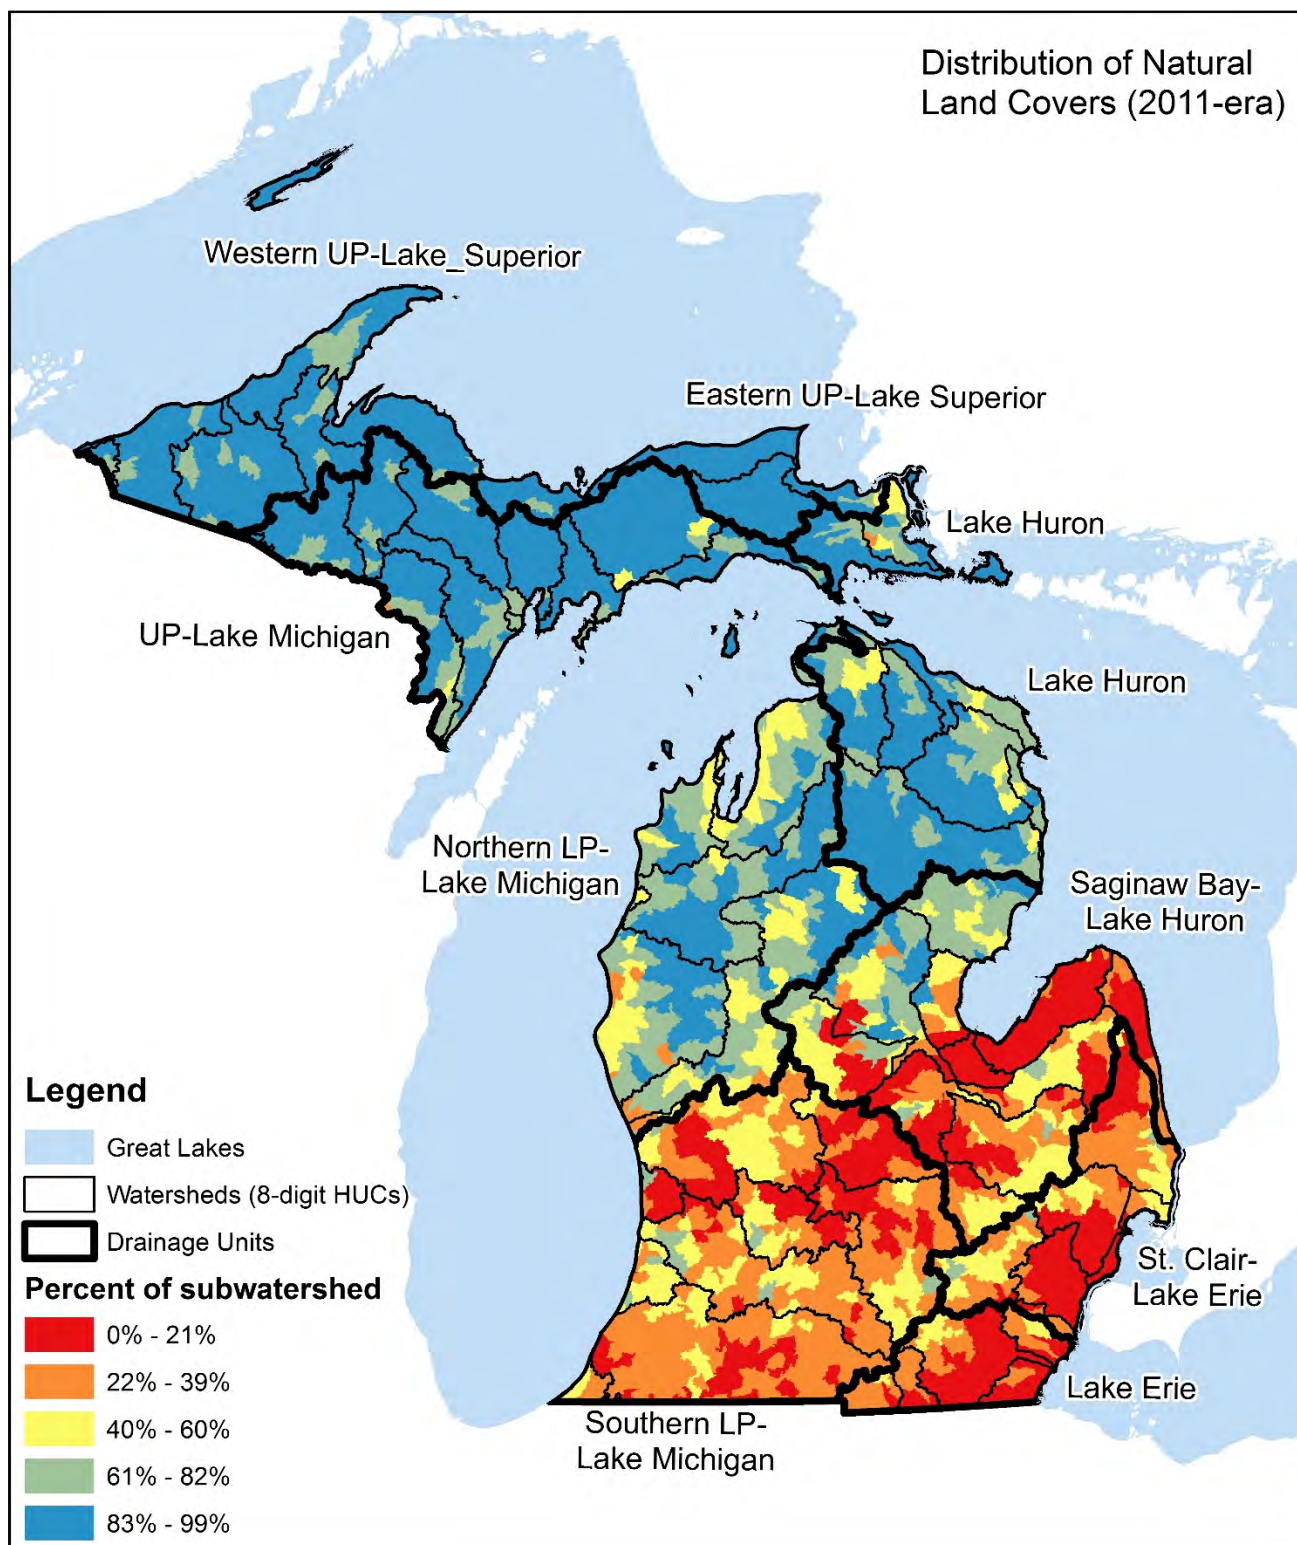 Distribution of Natural
Land Covers (2011-era)
Western UP-Lake_Superior
Eastern UP-Lake Superior
Lake Huron
UP-Lake Michigan
Lake Huron
Northern LP-
Lake Michigan
Saginaw Bay-
Lake Huron
St. Clair-
Lake Erie
Lake Erie
Southern LP-
Lake Michigan
Legend
Great Lakes
Watersheds (8-digit HUCs)
Drainage Units
Percent of subwatershed
0% - 21%
22% - 39%
40% - 60%
61% - 82%
83% - 99%